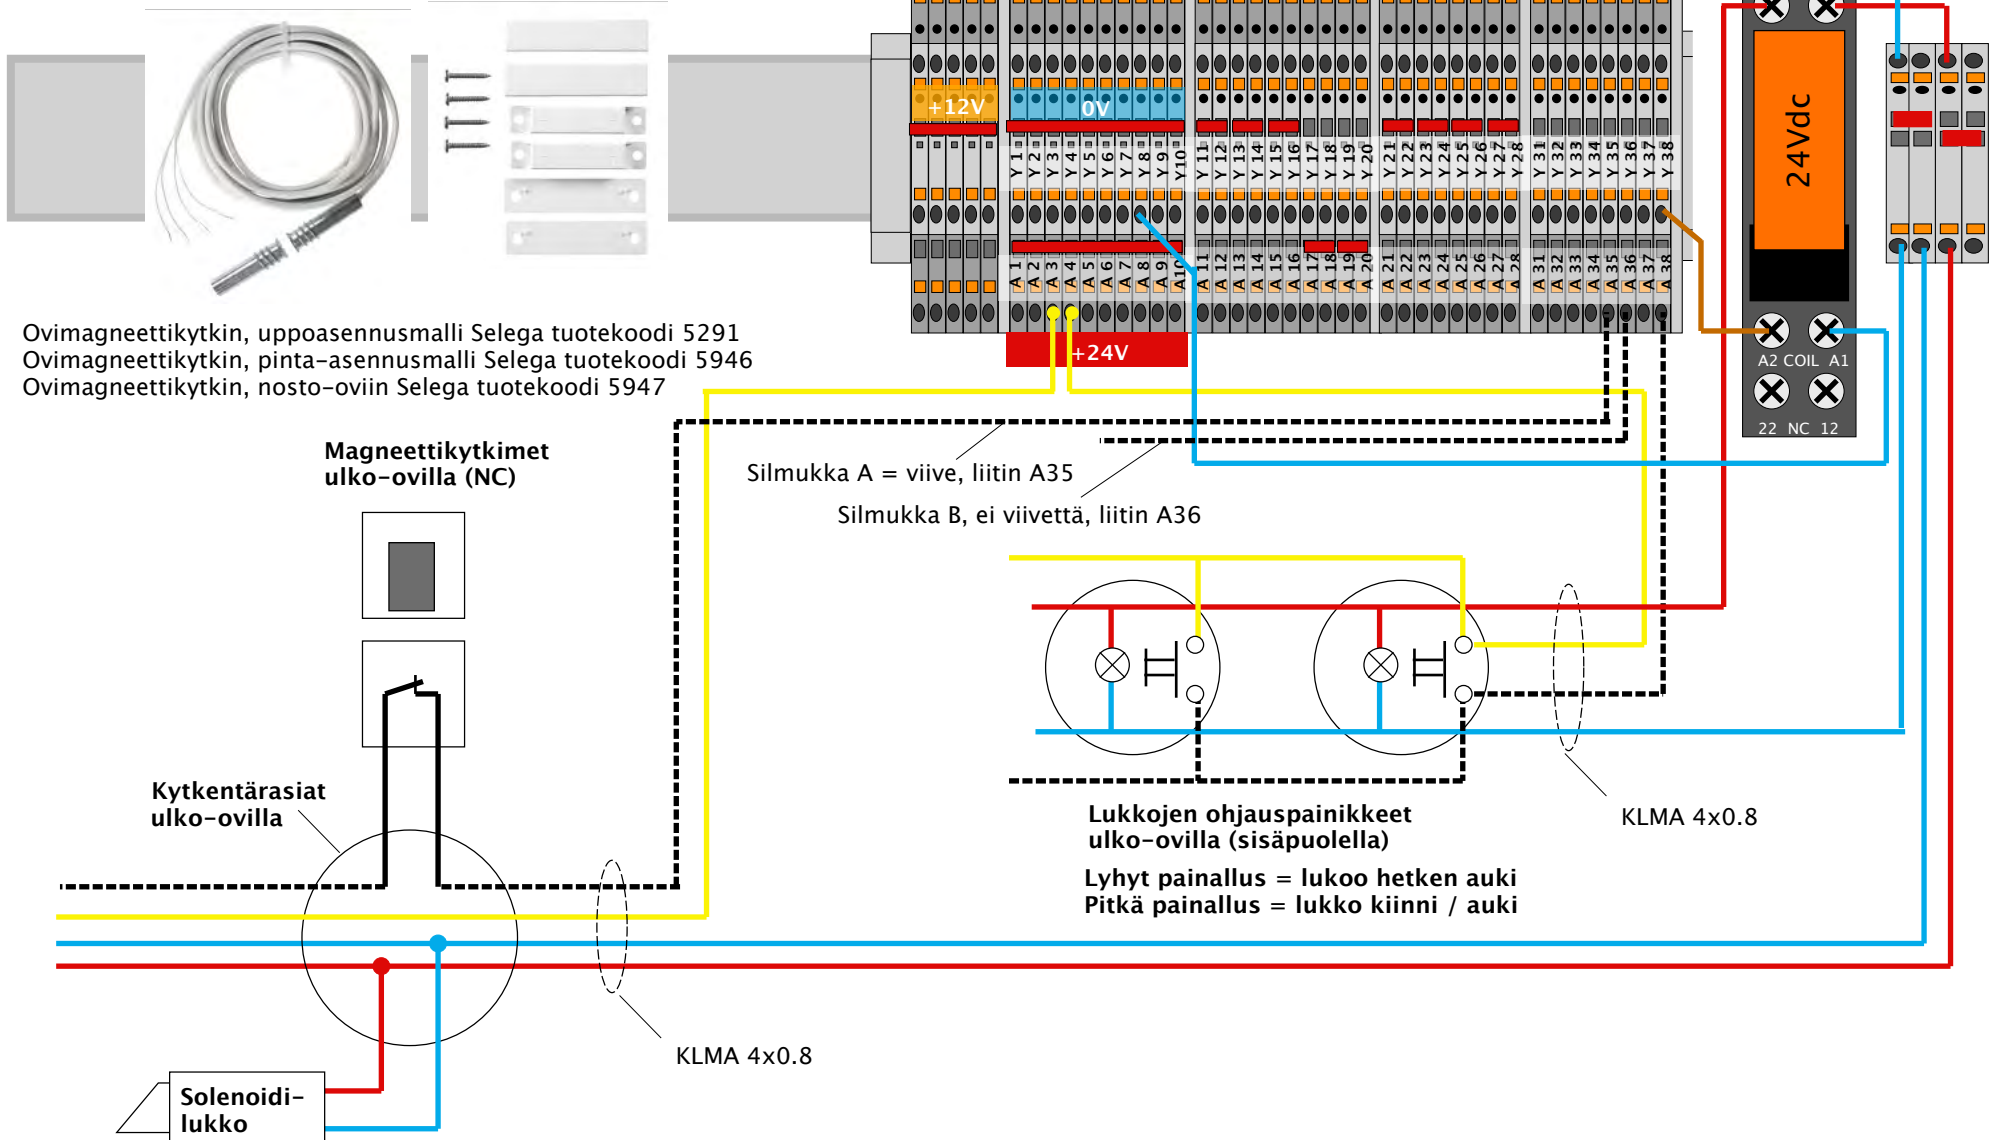 +12V
0V
Y 1
Y 2
Y 3
Y 4
Y 5
Y 6
Y 7
Y 8
Y 9
Y10
Y 11
Y 12
Y 13
Y 14
Y 15
Y 16
Y 17
Y 18
Y 19
Y 20
Y 21
Y 22
Y 23
Y 24
Y 25
Y 26
Y 27
Y 28
Y 31
Y 32
Y 33
Y 34
Y 35
Y 36
Y 37
Y 38
A 1
A 2
A 3
A 4
A 5
A 6
A 7
A 8
A 9
A10
A 11
A 12
A 13
A 14
A 15
A 16
A 17
A 18
A 19
A 20
A 21
A 22
A 23
A 24
A 25
A 26
A 27
A 28
A 31
A 32
A 33
A 34
A 35
A 36
A 37
A 38
+24V
24Vdc
A2 COIL A1
22 NC 12
Ovimagneettikytkin, uppoasennusmalli Selega tuotekoodi 5291
Ovimagneettikytkin, pinta-asennusmalli Selega tuotekoodi 5946
Ovimagneettikytkin, nosto-oviin Selega tuotekoodi 5947
Magneettikytkimet
ulko-ovilla (NC)
Silmukka A = viive, liitin A35
Silmukka B, ei viivettä, liitin A36
Kytkentärasiat
ulko-ovilla
Lukkojen ohjauspainikkeet
ulko-ovilla (sisäpuolella)
Lyhyt painallus = lukoo hetken auki
Pitkä painallus = lukko kiinni / auki
KLMA 4x0.8
KLMA 4x0.8
Solenoidi-
lukko